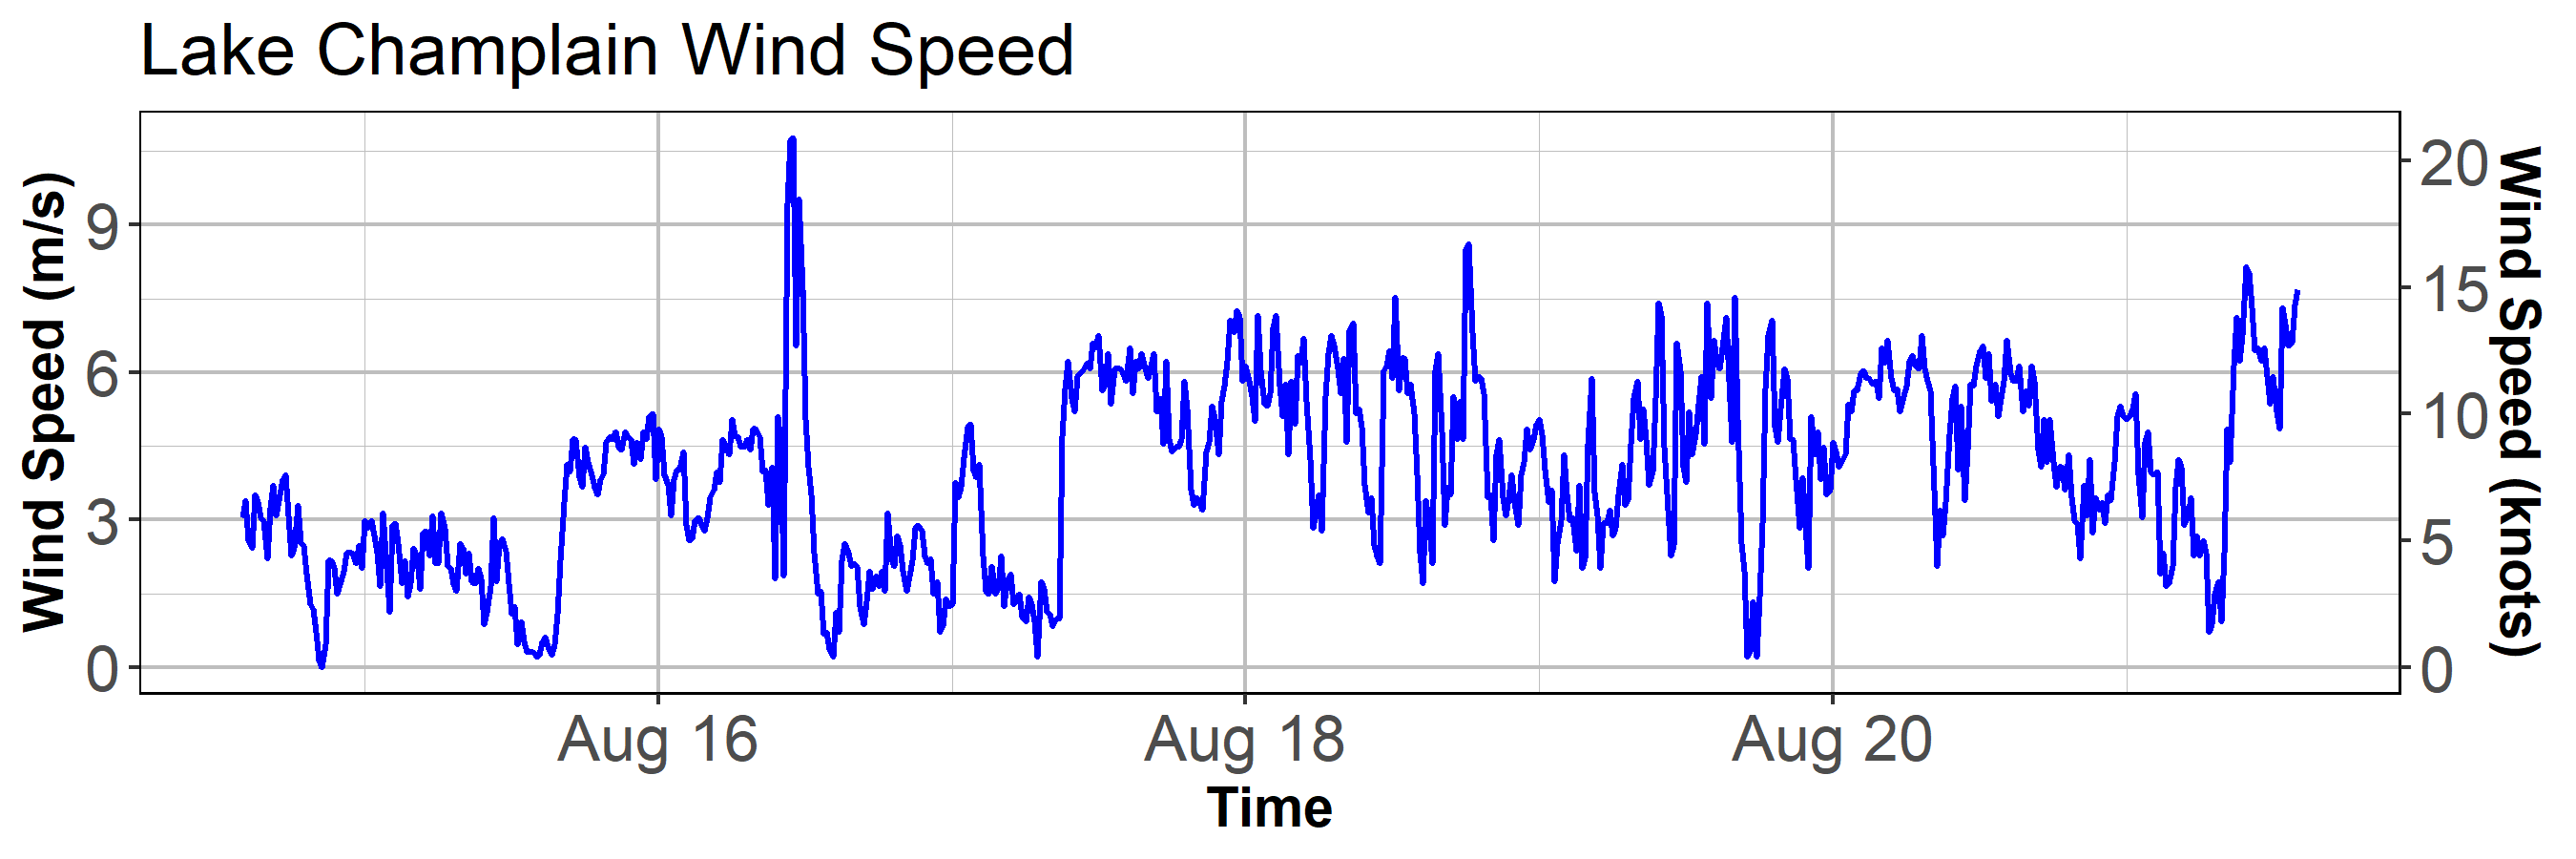 Lake Champlain Wind Speed
Wind Speed (m/s)
9
6
3
0
20
15
10
5
0
Wind Speed (knots)
Aug 16
Aug 18
Aug 20
Time